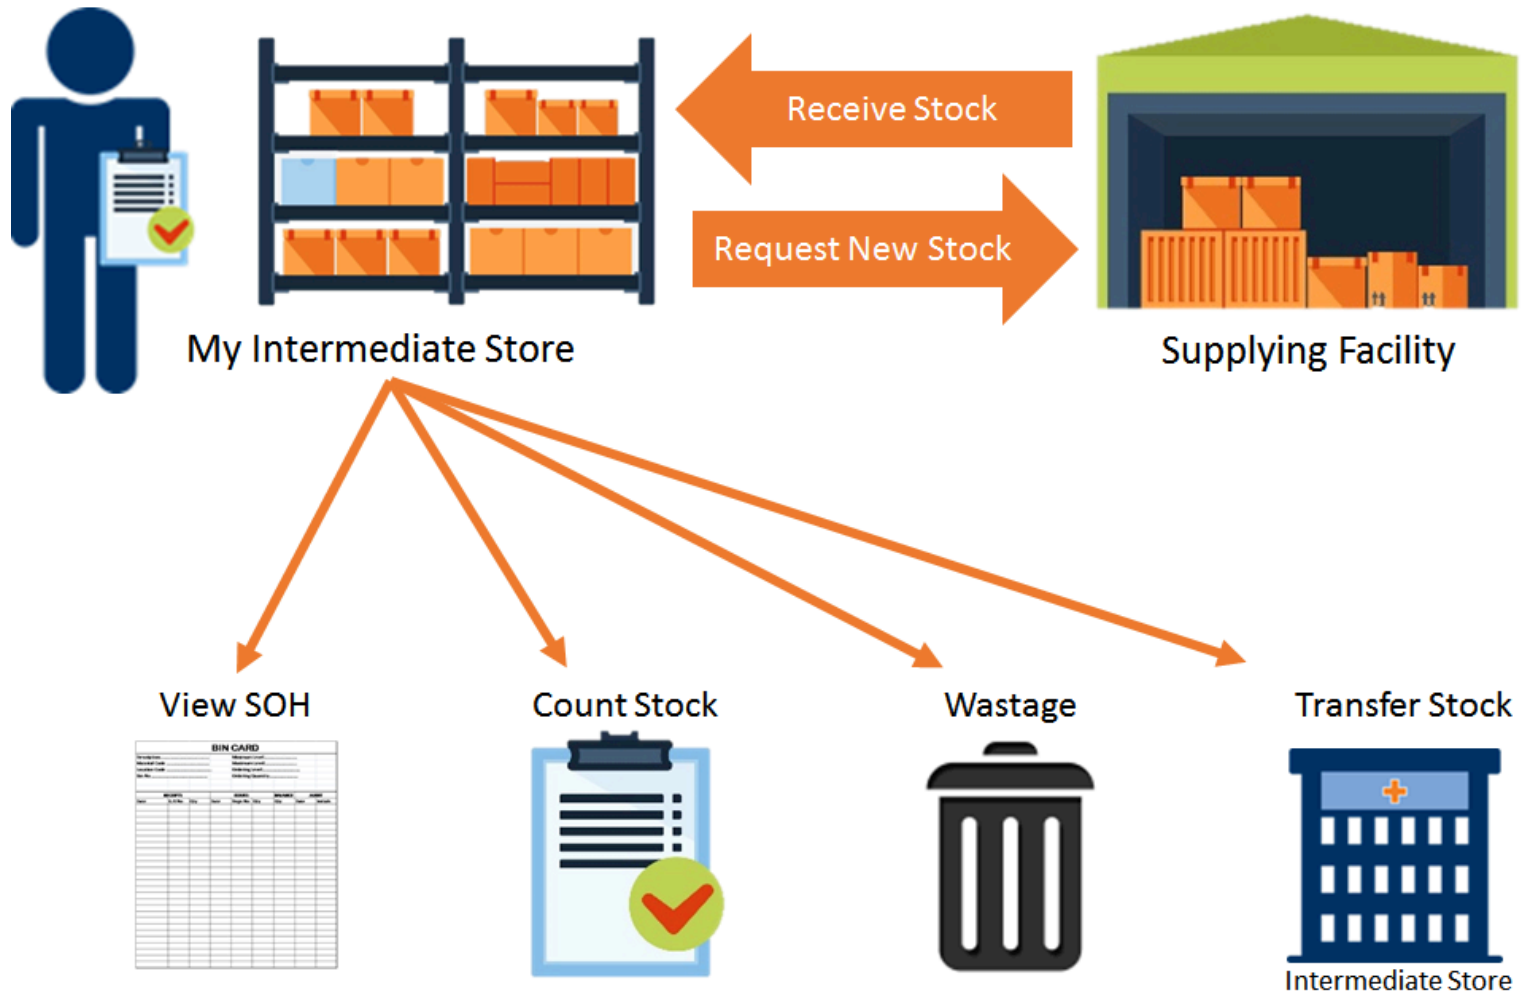 Receive Stock
Request New Stock
My Intermediate Store
Supplying Facility
View SOH
Count Stock
Wastage
Transfer Stock
BIN CARD
Intermediate Store